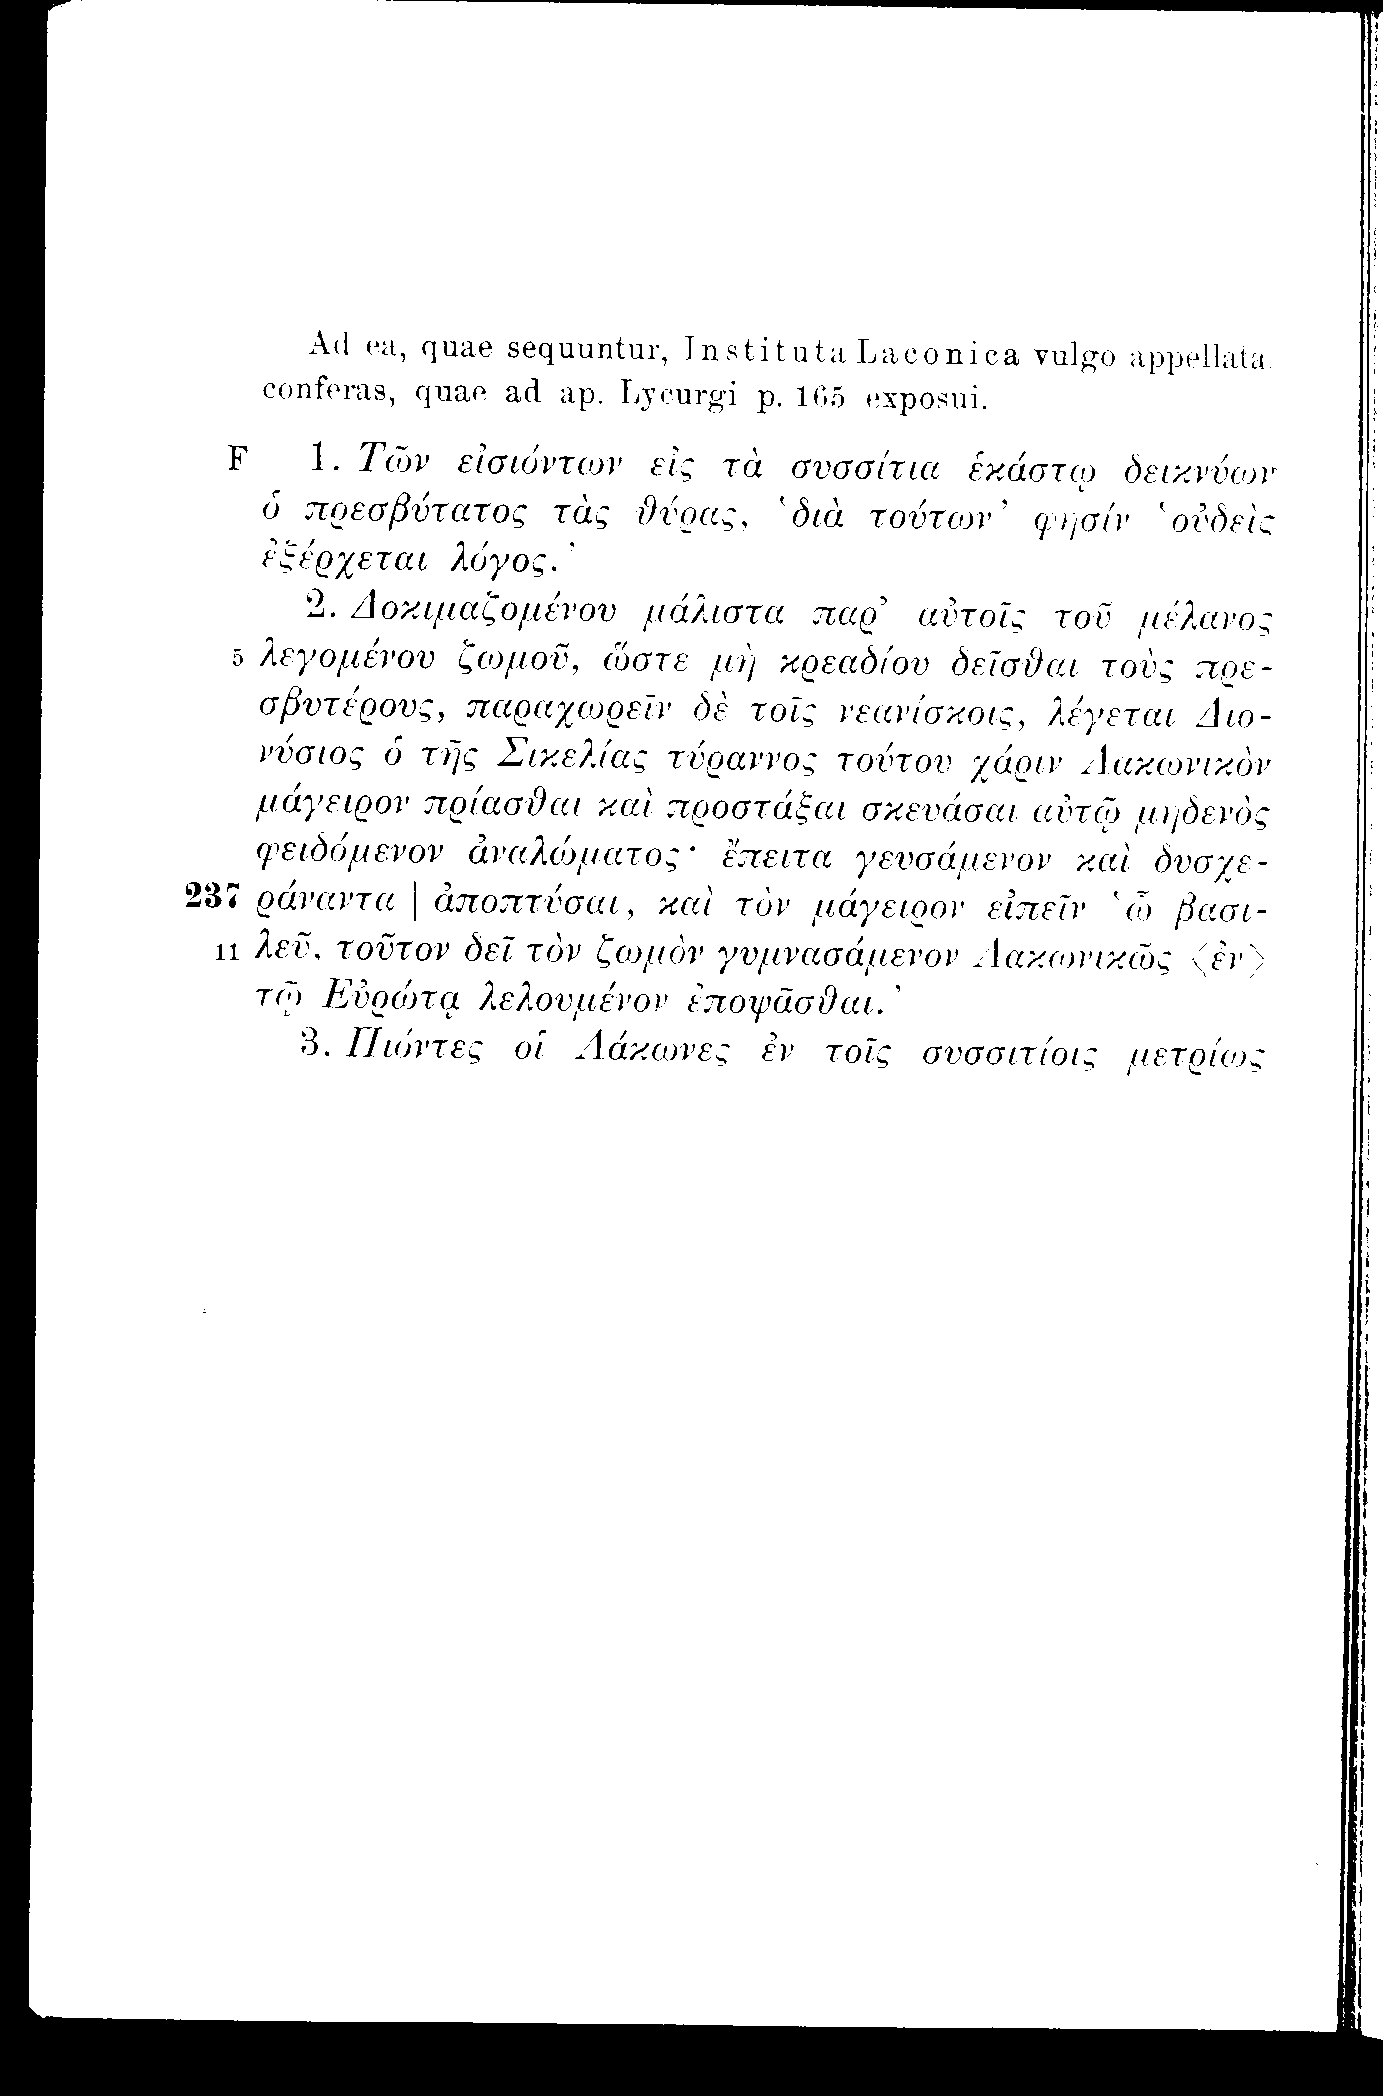 Ad ea, quae sequuntur, Instituta Laconica vulgo appellata
conferas, quae ad ap. Lycurgi p. 165 exposui.
F 1. Τῶν εἰσιόντων εἰς τὰ συσσίτια ἑκάστῳ δεικνύων
ὁ πρεσβύτατος τὰς θύρας, ‘διὰ τούτων’ φησίν ‘οὐδεὶς
ἐξέρχεται λόγος.’
2. Δοκιμαζομένου μάλιστα παρ’ αὐτοῖς τοῦ μέλανος
5 λεγομένου ζωμοῦ, ὥστε μὴ κρεαδίου δεῖσθαι τοὺς πρε-
σβυτέρους, παραχωρεῖν δὲ τοῖς νεανίσκοις, λέγεται Διο-
νύσιος ὁ τῆς Σικελίας τύραννος τούτου χάριν Λακωνικὸν
μάγειρον πρίασθαι καὶ προστάξαι σκευάσαι αὐτῷ μηδενὸς
φειδόμενον ἀναλώματος· ἔπειτα γευσάμενον καὶ δυσχε-
237 ράναντα | ἀποπτύσαι, καὶ τὸν μάγειρον εἰπεῖν ‘ὦ βασι-
11 λεῦ, τοῦτον δεῖ τὸν ζωμὸν γυμνασάμενον Λακωνικῶς ⟨ἐν⟩
τῷ Εὐρώτᾳ λελουμένον ἐποψᾶσθαι.’
3. Πιόντες οἱ Λάκωνες ἐν τοῖς συσσιτίοις μετρίως